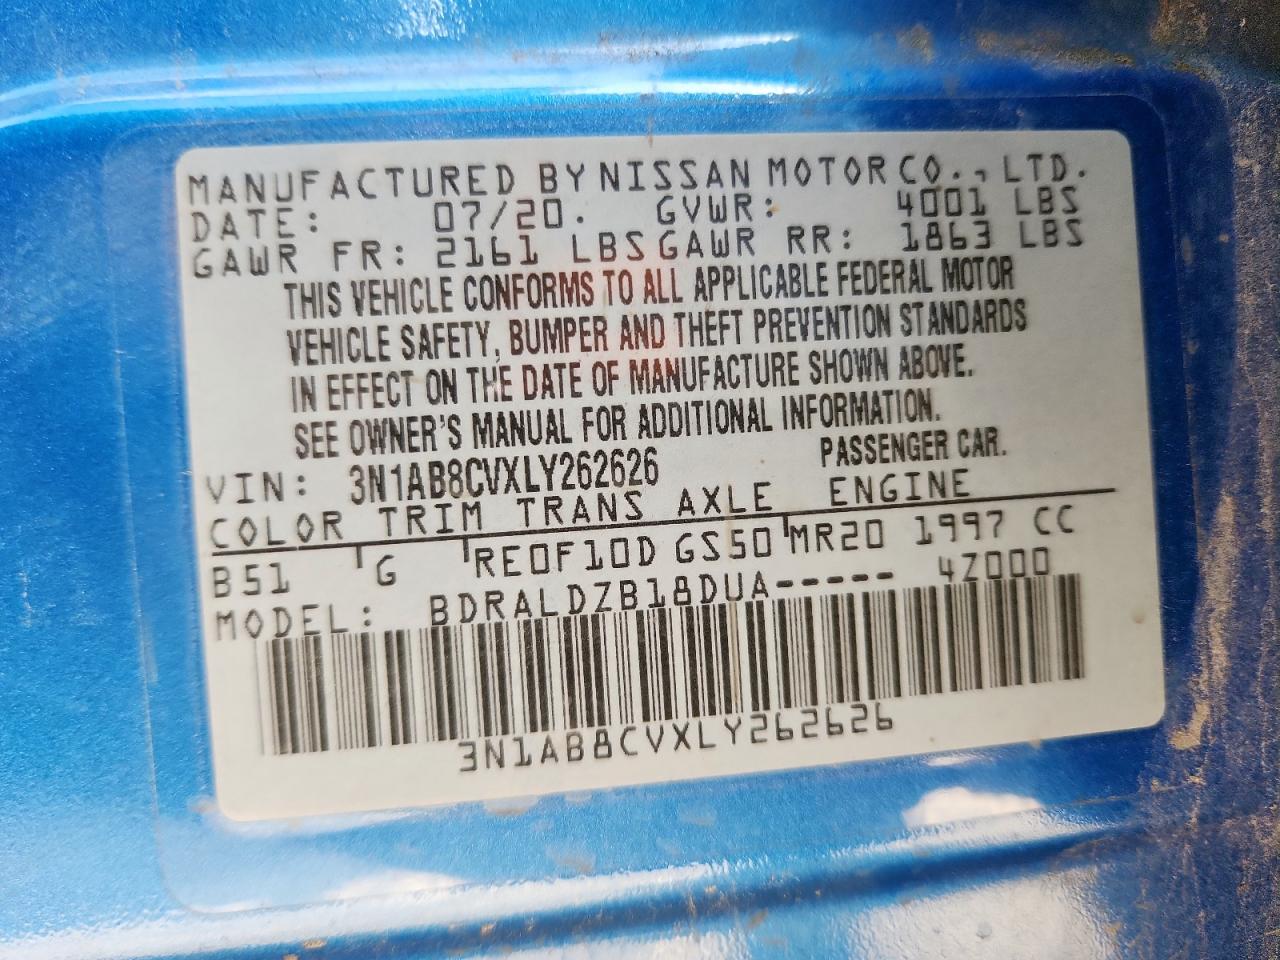 MANUFACTURED BY NISSAN MOTOR CO., LTD.
DATE: 07/20. GVWR: 4001 LBS
GAWR FR: 2161 LBS GAWR RR: 1863 LBS
THIS VEHICLE CONFORMS TO ALL APPLICABLE FEDERAL MOTOR
VEHICLE SAFETY, BUMPER AND THEFT PREVENTION STANDARDS
IN EFFECT ON THE DATE OF MANUFACTURE SHOWN ABOVE.
SEE OWNER'S MANUAL FOR ADDITIONAL INFORMATION.
VIN: 3N1AB8CVXLY262626 PASSENGER CAR.
COLOR TRIM TRANS AXLE ENGINE
B51 G RE0F10D GS50 MR20 1997 CC
MODEL: BDRALDZB18DUA----- 4Z000
3N1AB8CVXLY262626